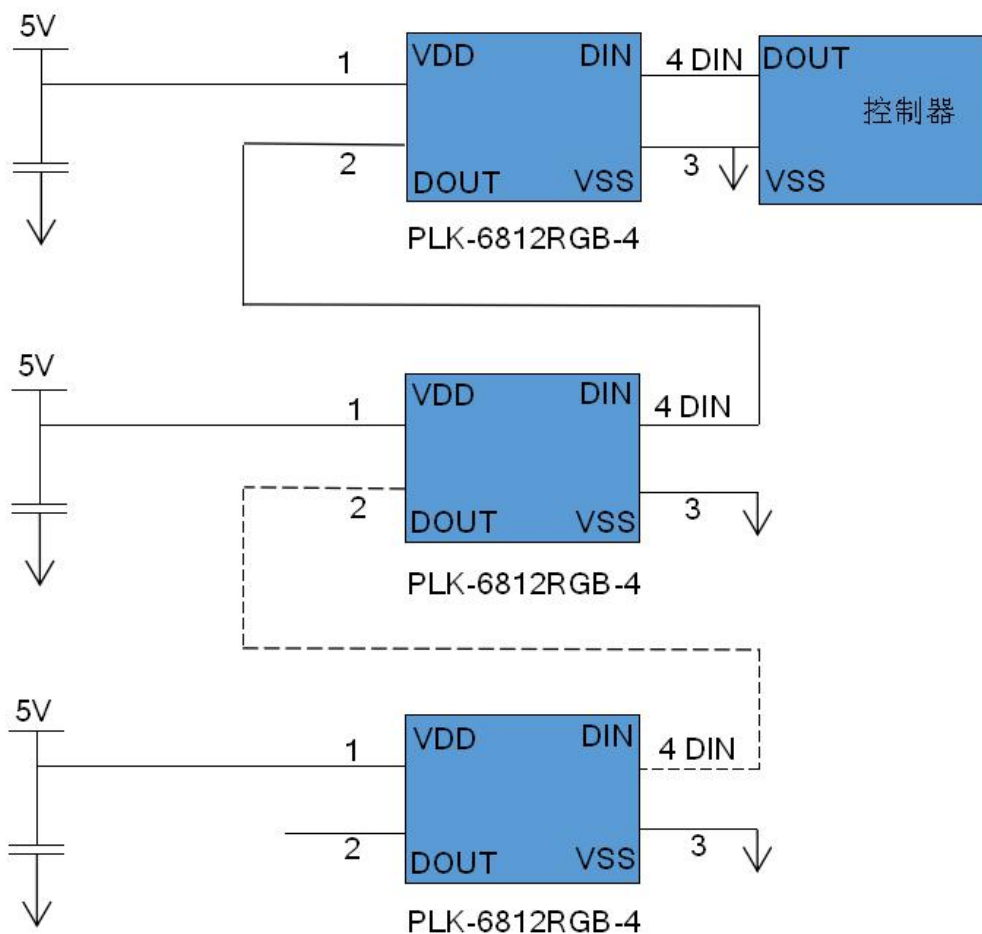 5V
1
VDD
DIN
4 DIN
DOUT
控制器
2
DOUT
VSS
3
VSS
PLK-6812RGB-4
5V
1
VDD
DIN
4 DIN
2
DOUT
VSS
3
PLK-6812RGB-4
5V
1
VDD
DIN
4 DIN
2
DOUT
VSS
3
PLK-6812RGB-4